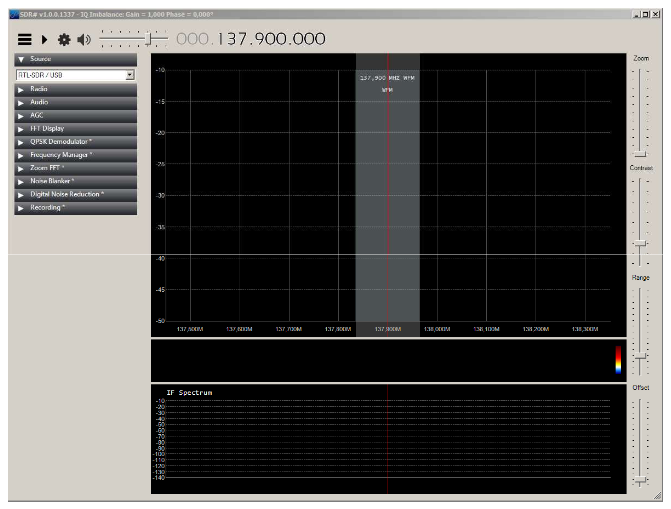 SDR# v1.0.0.1337 - IQ Imbalance: Gain = 1,000 Phase = 0,000°
000.137.900.000
Source
RTL-SDR / USB
Radio
Audio
AGC
FFT Display
QPSK Demodulator *
Frequency Manager *
Zoom FFT *
Noise Blanker *
Digital Noise Reduction *
Recording *
137,900 MHZ WFM
WFM
-10
-15
-20
-25
-30
-35
-40
-45
-50
137,500M 137,600M 137,700M 137,800M 137,900M 138,000M 138,100M 138,200M 138,300M
IF Spectrum
-10
-20
-30
-40
-50
-60
-70
-80
-90
-100
-110
-120
-130
-140
Zoom
Contrast
Range
Offset